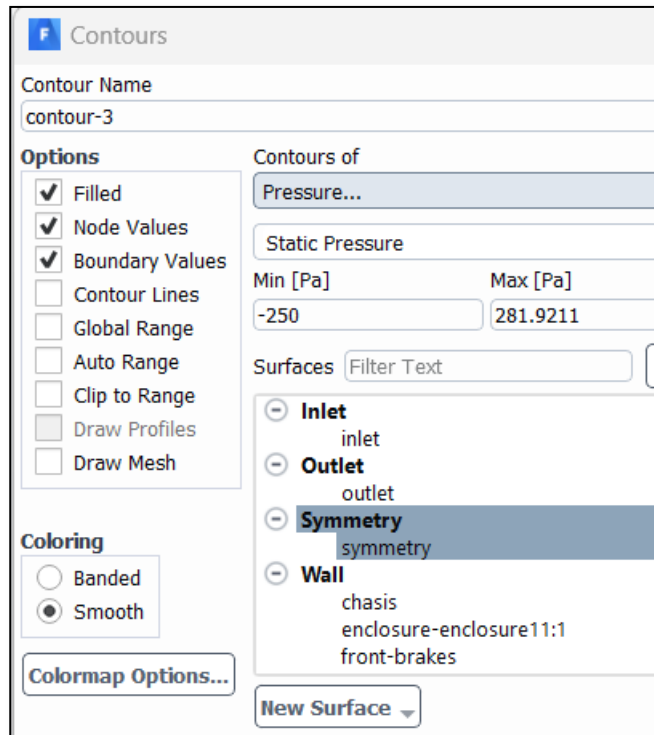 F Contours
Contour Name
contour-3
Options
Filled
Node Values
Boundary Values
Contour Lines
Global Range
Auto Range
Clip to Range
Draw Profiles
Draw Mesh
Coloring
Banded
Smooth
Colormap Options...
Contours of
Pressure...
Static Pressure
Min [Pa] Max [Pa]
-250 281.9211
Surfaces Filter Text
Inlet
inlet
Outlet
outlet
Symmetry
symmetry
Wall
chasis
enclosure-enclosure11:1
front-brakes
New Surface